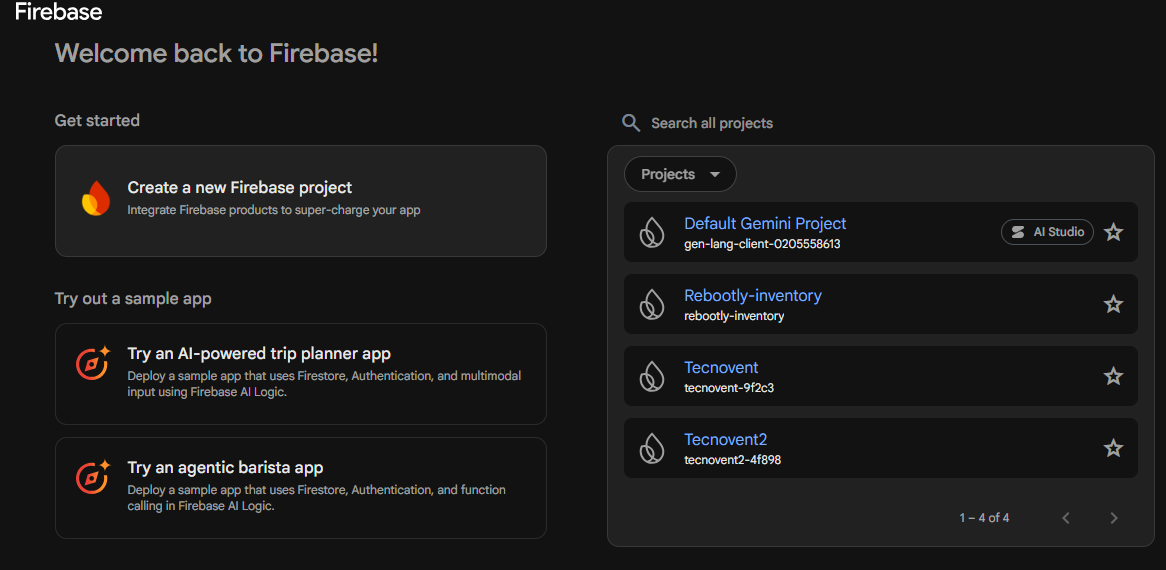 Firebase
Welcome back to Firebase!
Get started
Create a new Firebase project
Integrate Firebase products to super-charge your app
Try out a sample app
Try an AI-powered trip planner app
Deploy a sample app that uses Firestore, Authentication, and multimodal
input using Firebase AI Logic.
Try an agentic barista app
Deploy a sample app that uses Firestore, Authentication, and function
calling in Firebase AI Logic.
Search all projects
Projects
Default Gemini Project
gen-lang-client-0205558613
AI Studio
Rebootly-inventory
rebootly-inventory
Tecnovent
tecnovent-9f2c3
Tecnovent2
tecnovent2-4f898
1 – 4 of 4